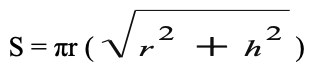 S = πr ( √r² + h² )